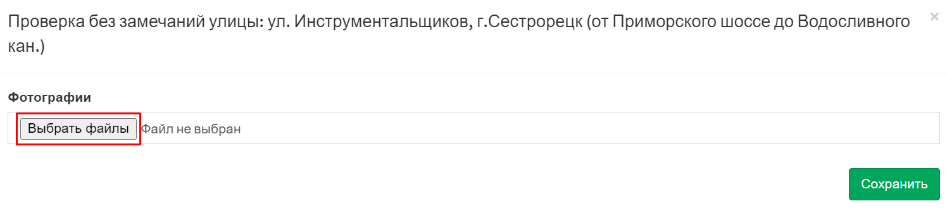 Проверка без замечаний улицы: ул. Инструментальщиков, г.Сестрорецк (от Приморского шоссе до Водосливного
кан.)
×
Фотографии
Выбрать файлы Файл не выбран
Сохранить